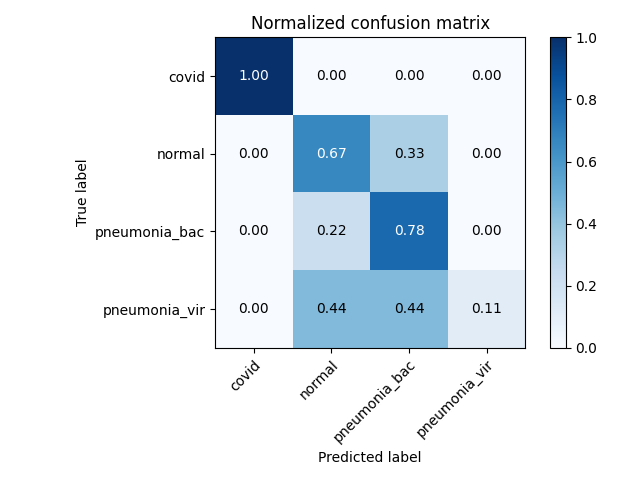 Normalized confusion matrix
True label
covid 1.00 0.00 0.00 0.00
normal 0.00 0.67 0.33 0.00
pneumonia_bac 0.00 0.22 0.78 0.00
pneumonia_vir 0.00 0.44 0.44 0.11
covid normal pneumonia_bac pneumonia_vir
Predicted label
1.0
0.8
0.6
0.4
0.2
0.0